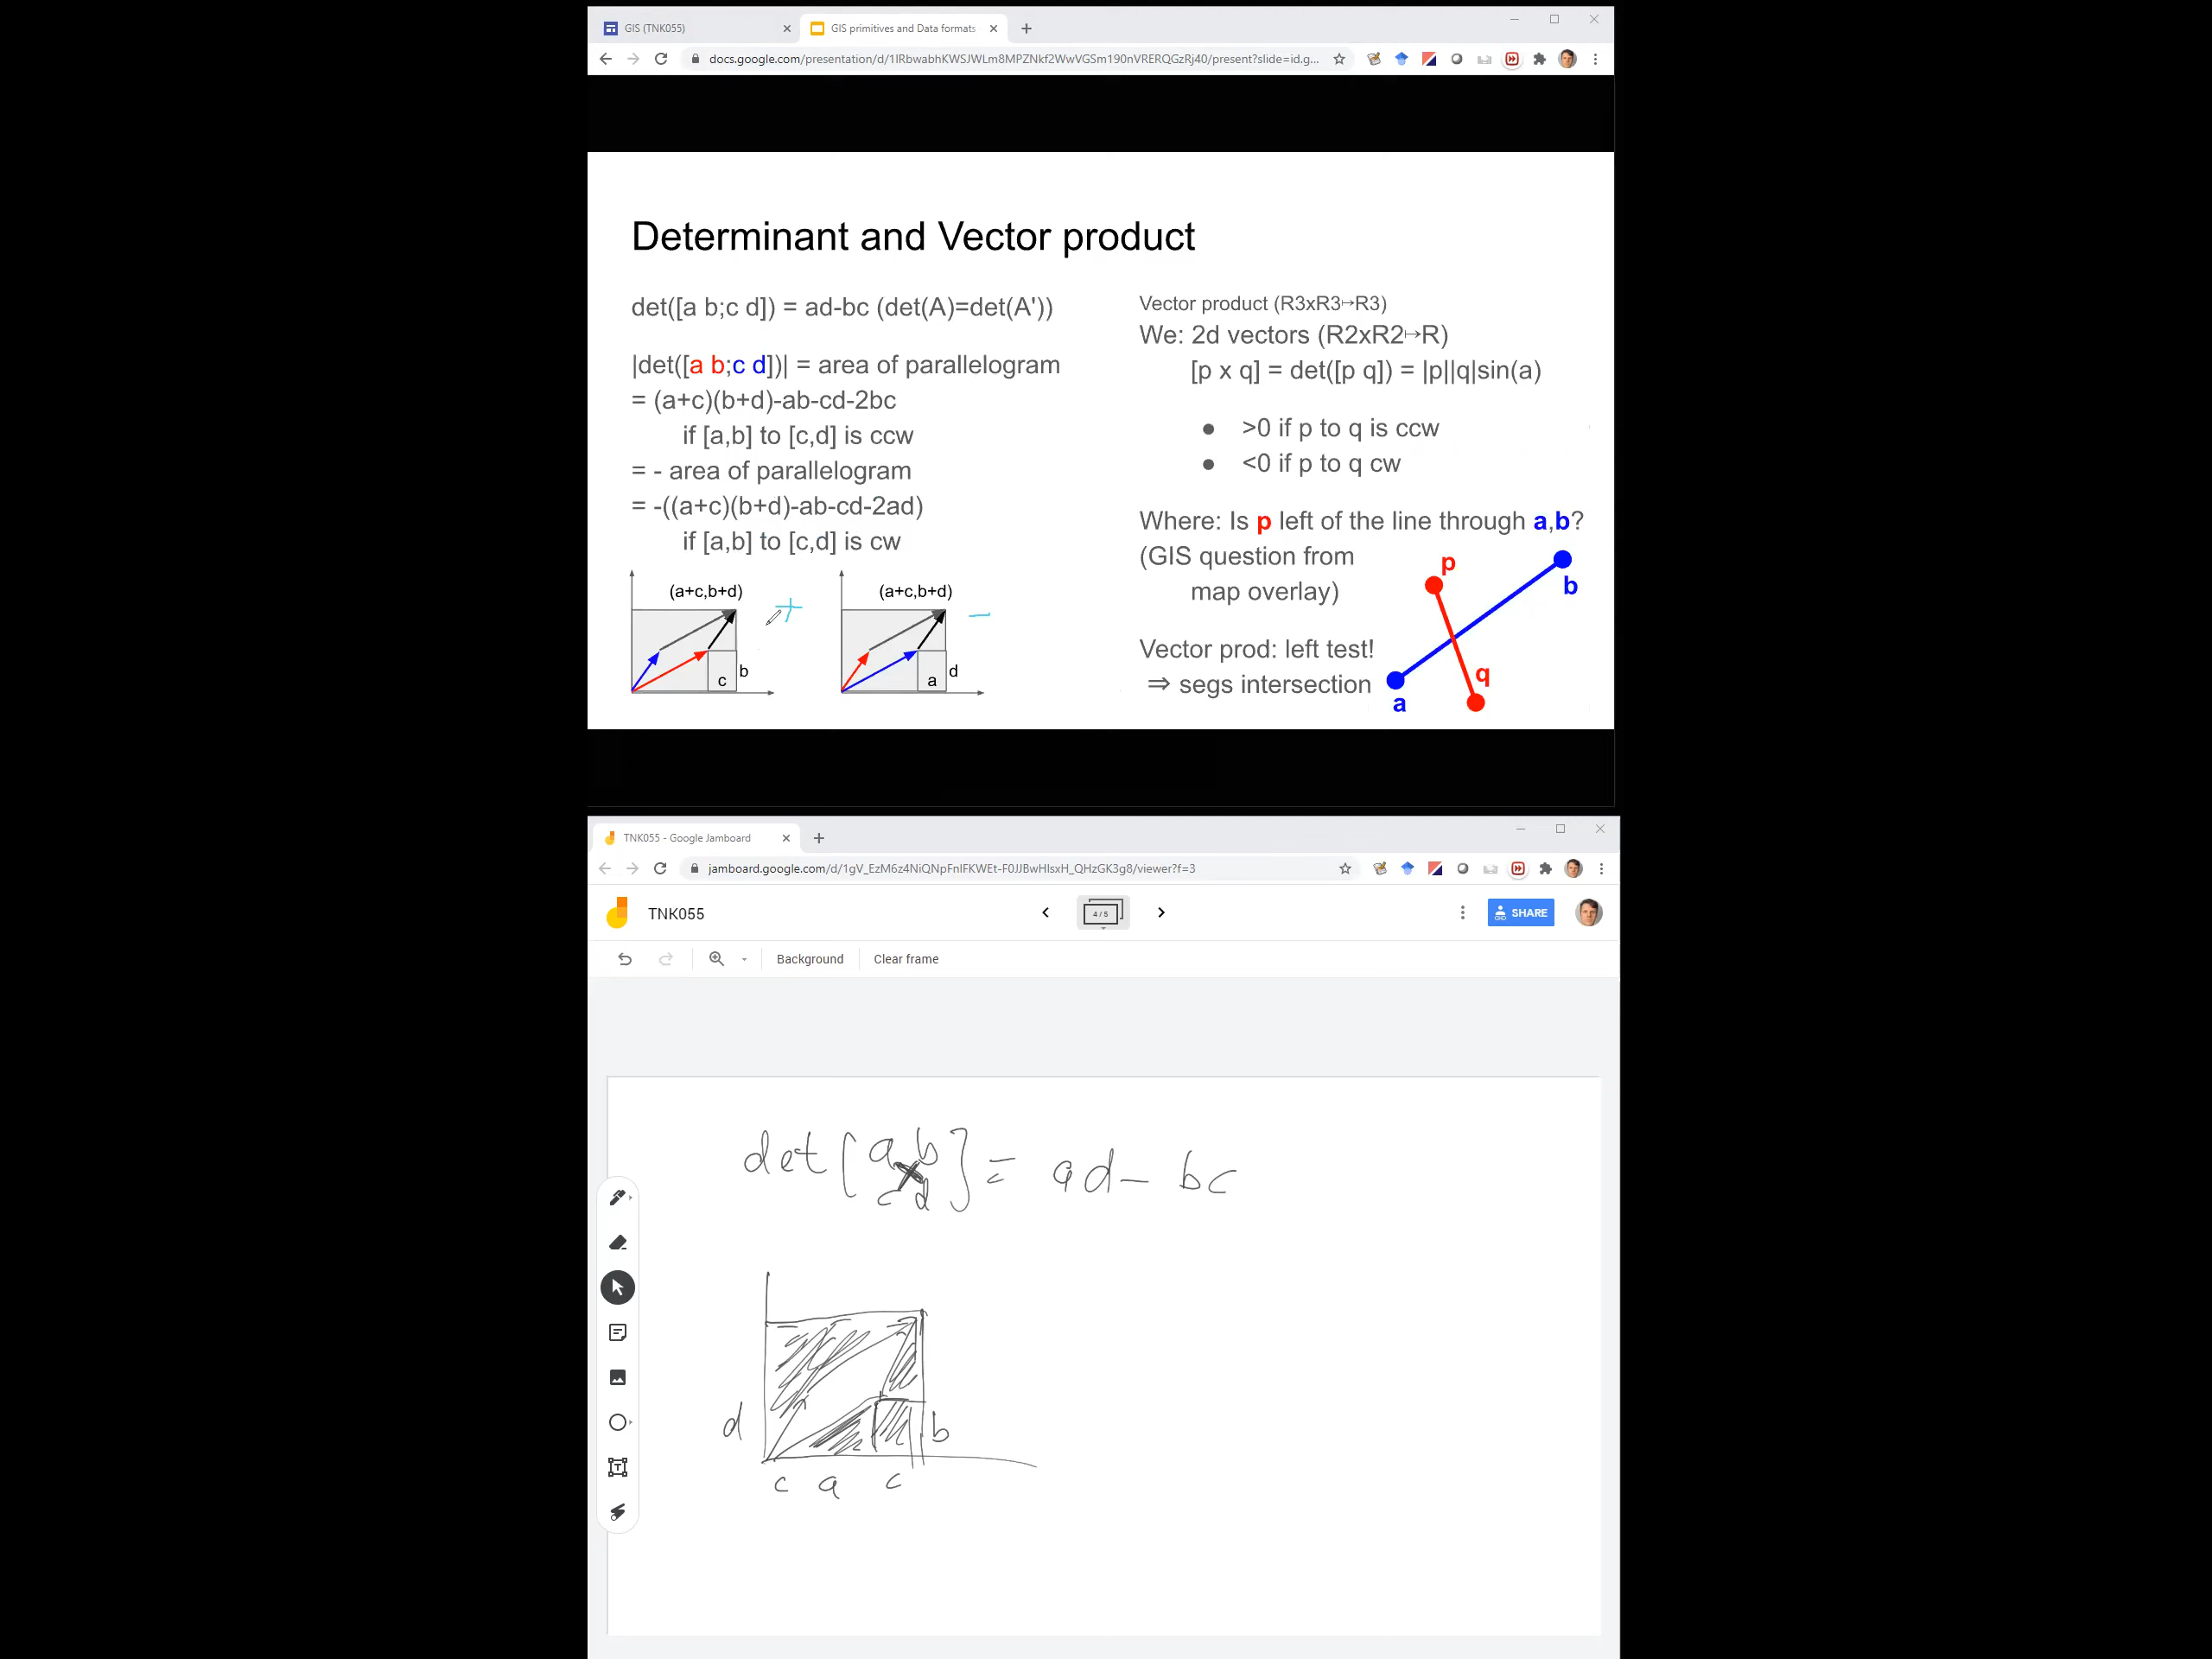 GIS (TNK055)
GIS primitives and Data formats
docs.google.com/presentation/d/1IRbwabhKWSJWLm8MPZNkf2WwVGSm190nVRERQGzRj40/present?slide=id.g...
Determinant and Vector product
det([a b;c d]) = ad-bc (det(A)=det(A'))
|det([a b;c d])| = area of parallelogram
= (a+c)(b+d)-ab-cd-2bc
if [a,b] to [c,d] is ccw
= - area of parallelogram
= -((a+c)(b+d)-ab-cd-2ad)
if [a,b] to [c,d] is cw
(a+c,b+d)
+
c
b
(a+c,b+d)
−
a
d
Vector product (R3xR3↦R3)
We: 2d vectors (R2xR2↦R)
[p x q] = det([p q]) = |p||q|sin(a)
● >0 if p to q is ccw
● <0 if p to q cw
Where: Is p left of the line through a,b?
(GIS question from
map overlay)
Vector prod: left test!
⇒ segs intersection
p
b
q
a
TNK055 - Google Jamboard
jamboard.google.com/d/1gV_EzM6z4NiQNpFnIFKWEt-F0JJBwHlsxH_QHzGK3g8/viewer?f=3
TNK055
4 / 5
SHARE
Background
Clear frame
det [a b
c d] = ad - bc
d
b
c a c